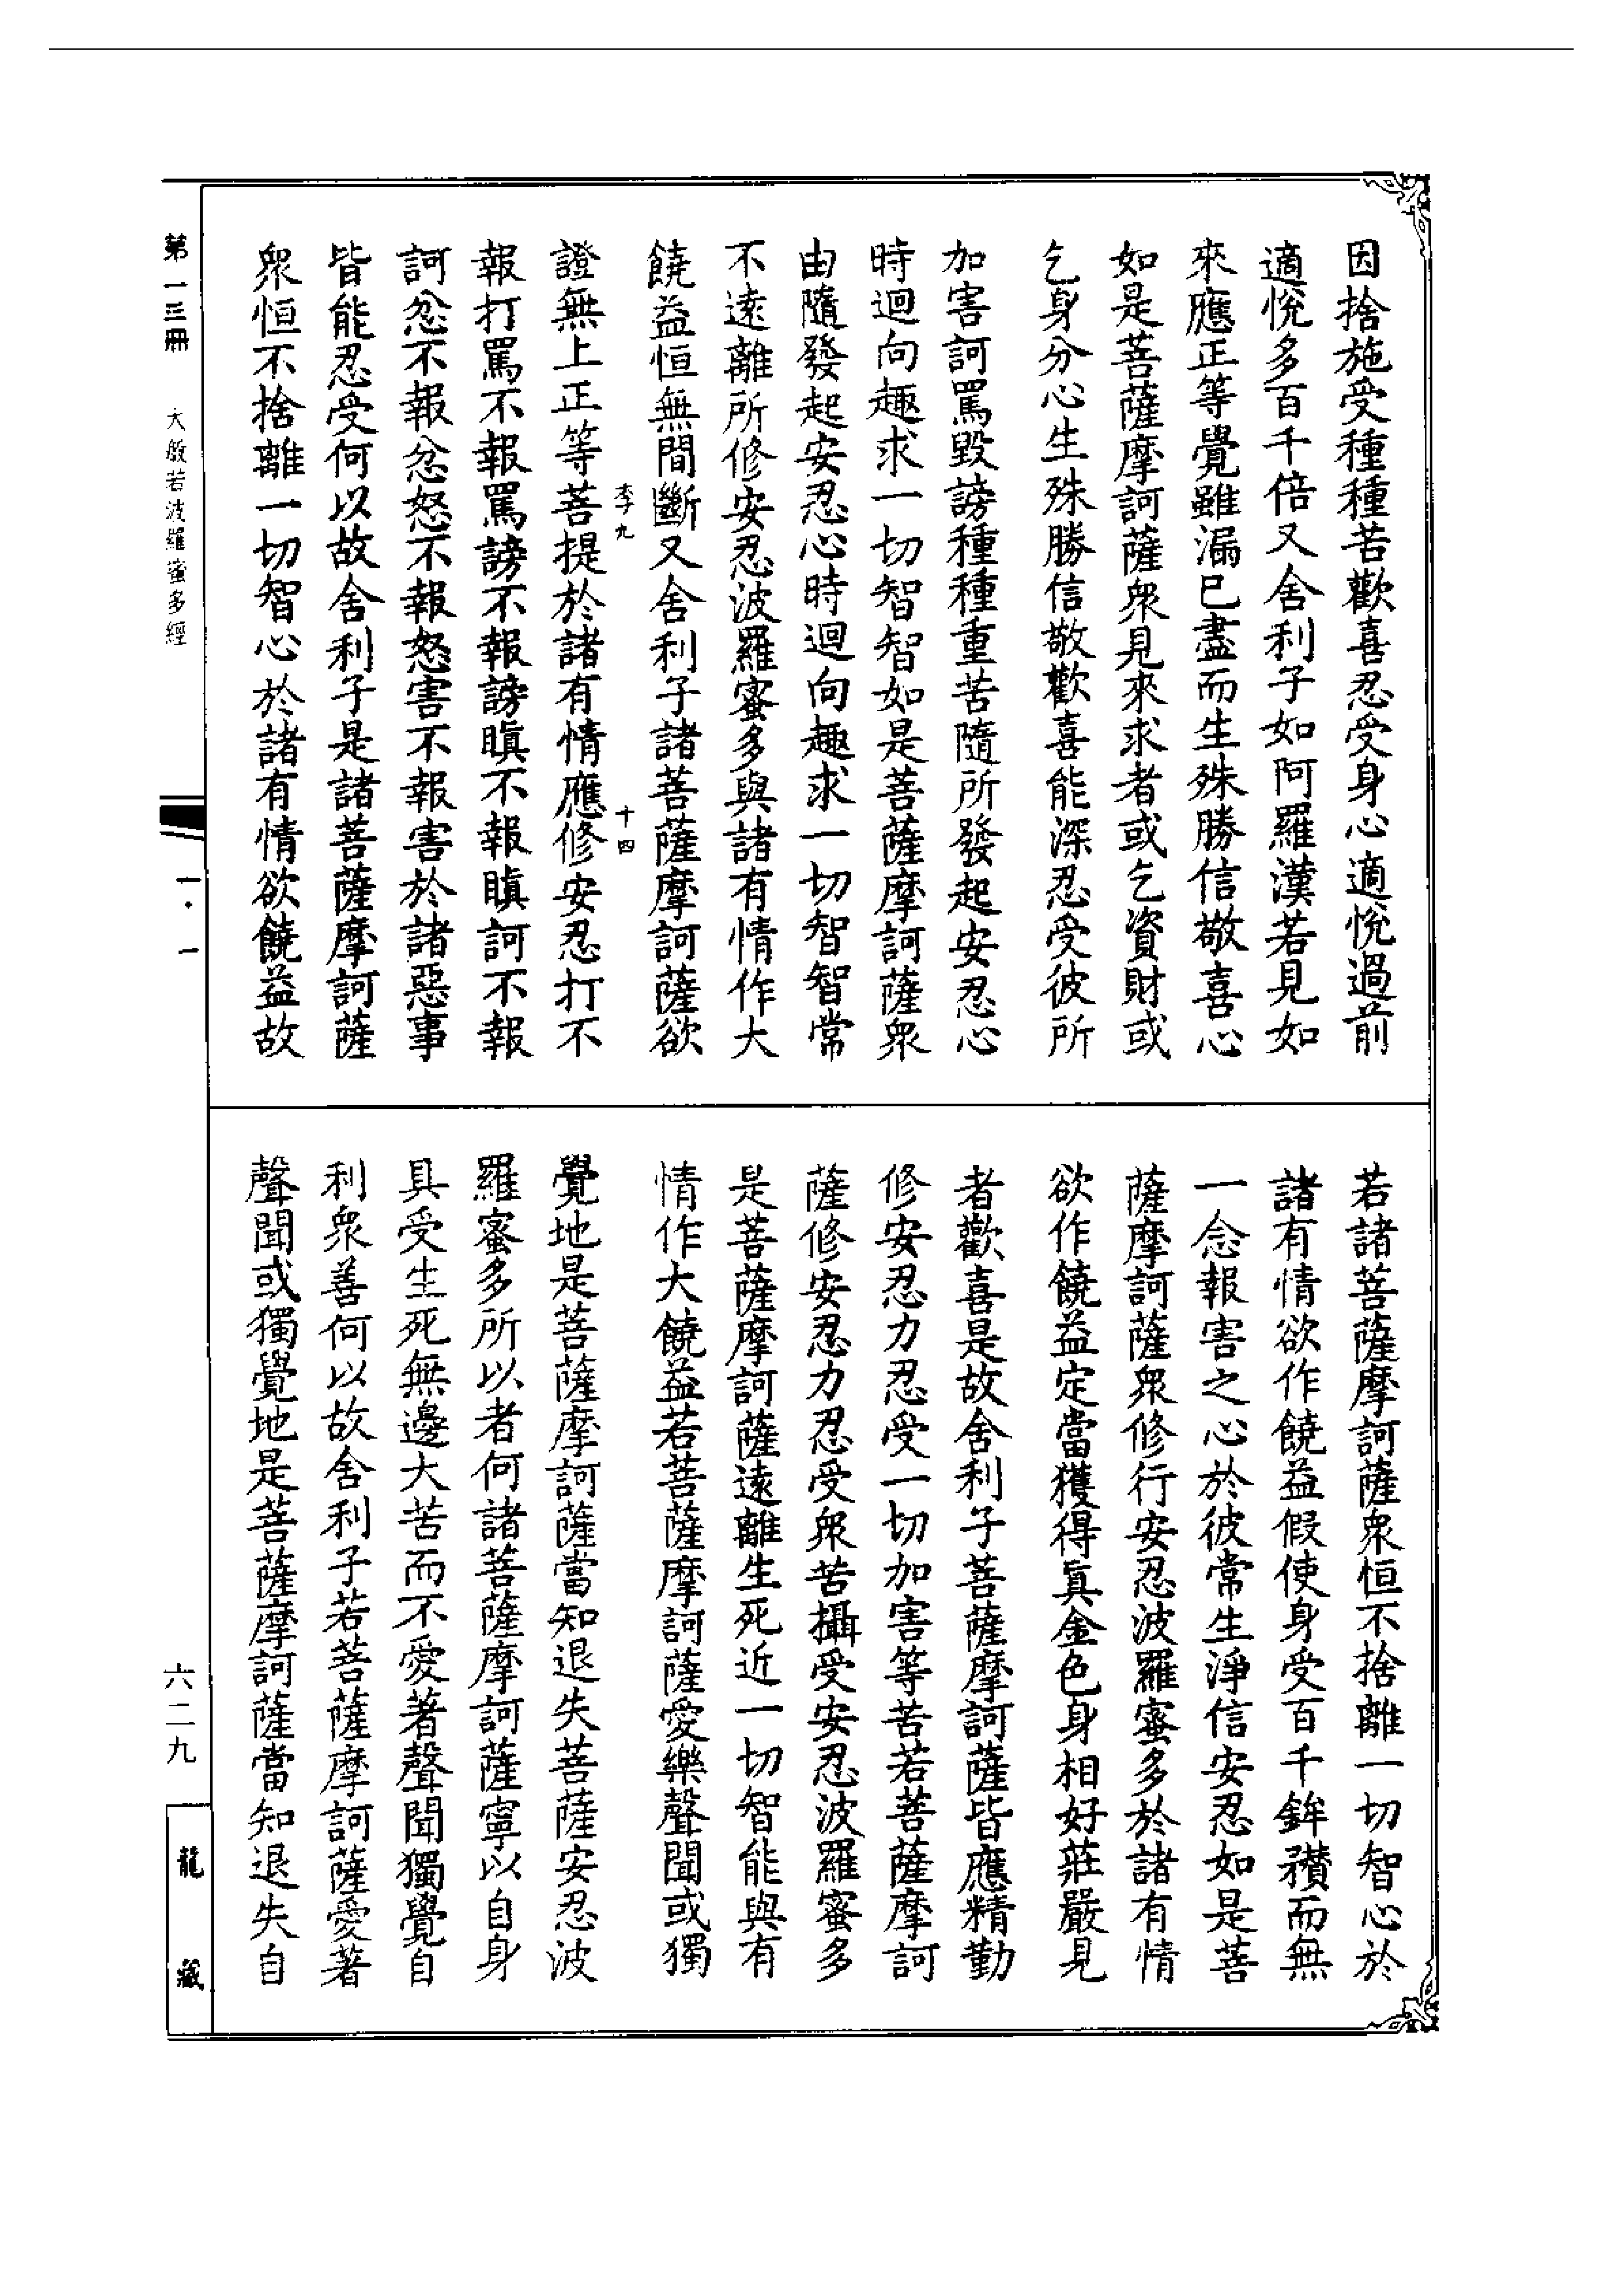 因捨施受種種苦歡喜忍受身心適悅過前
適悅多百千倍又舍利子如阿羅漢若見如
來應正等覺雖漏已盡而生殊勝信敬喜心
如是菩薩摩訶薩眾見來求者或乞資財或
乞身分心生殊勝信敬歡喜能深忍受彼所
加害訶罵毀謗種種重苦隨所發起安忍心
時迴向趣求一切智智如是菩薩摩訶薩眾
由隨發起安忍心時迴向趣求一切智智常
不遠離所修安忍波羅蜜多與諸有情作大
饒益恒無間斷又舍利子諸菩薩摩訶薩欲
李九 十四
證無上正等菩提於諸有情應修安忍打不
報打罵不報罵謗不報謗瞋不報瞋訶不報
訶忿不報忿怒不報怒害不報害於諸惡事
皆能忍受何以故舍利子是諸菩薩摩訶薩
眾恒不捨離一切智心於諸有情欲饒益故
若諸菩薩摩訶薩眾恒不捨離一切智心於
諸有情欲作饒益假使身受百千鉾欑而無
一念報害之心於彼常生淨信安忍如是菩
薩摩訶薩眾修行安忍波羅蜜多於諸有情
欲作饒益定當獲得真金色身相好莊嚴見
者歡喜是故舍利子菩薩摩訶薩皆應精勤
修安忍力忍受一切加害等苦若菩薩摩訶
薩修安忍力忍受眾苦攝受安忍波羅蜜多
是菩薩摩訶薩遠離生死近一切智能與有
情作大饒益若菩薩摩訶薩愛樂聲聞或獨
覺地是菩薩摩訶薩當知退失菩薩安忍波
羅蜜多所以者何諸菩薩摩訶薩寧以自身
具受生死無邊大苦而不愛著聲聞獨覺自
利眾善何以故舍利子若菩薩摩訶薩愛著
聲聞或獨覺地是菩薩摩訶薩當知退失自
第一三冊 大般若波羅蜜多經 一·一
六二九
龍藏